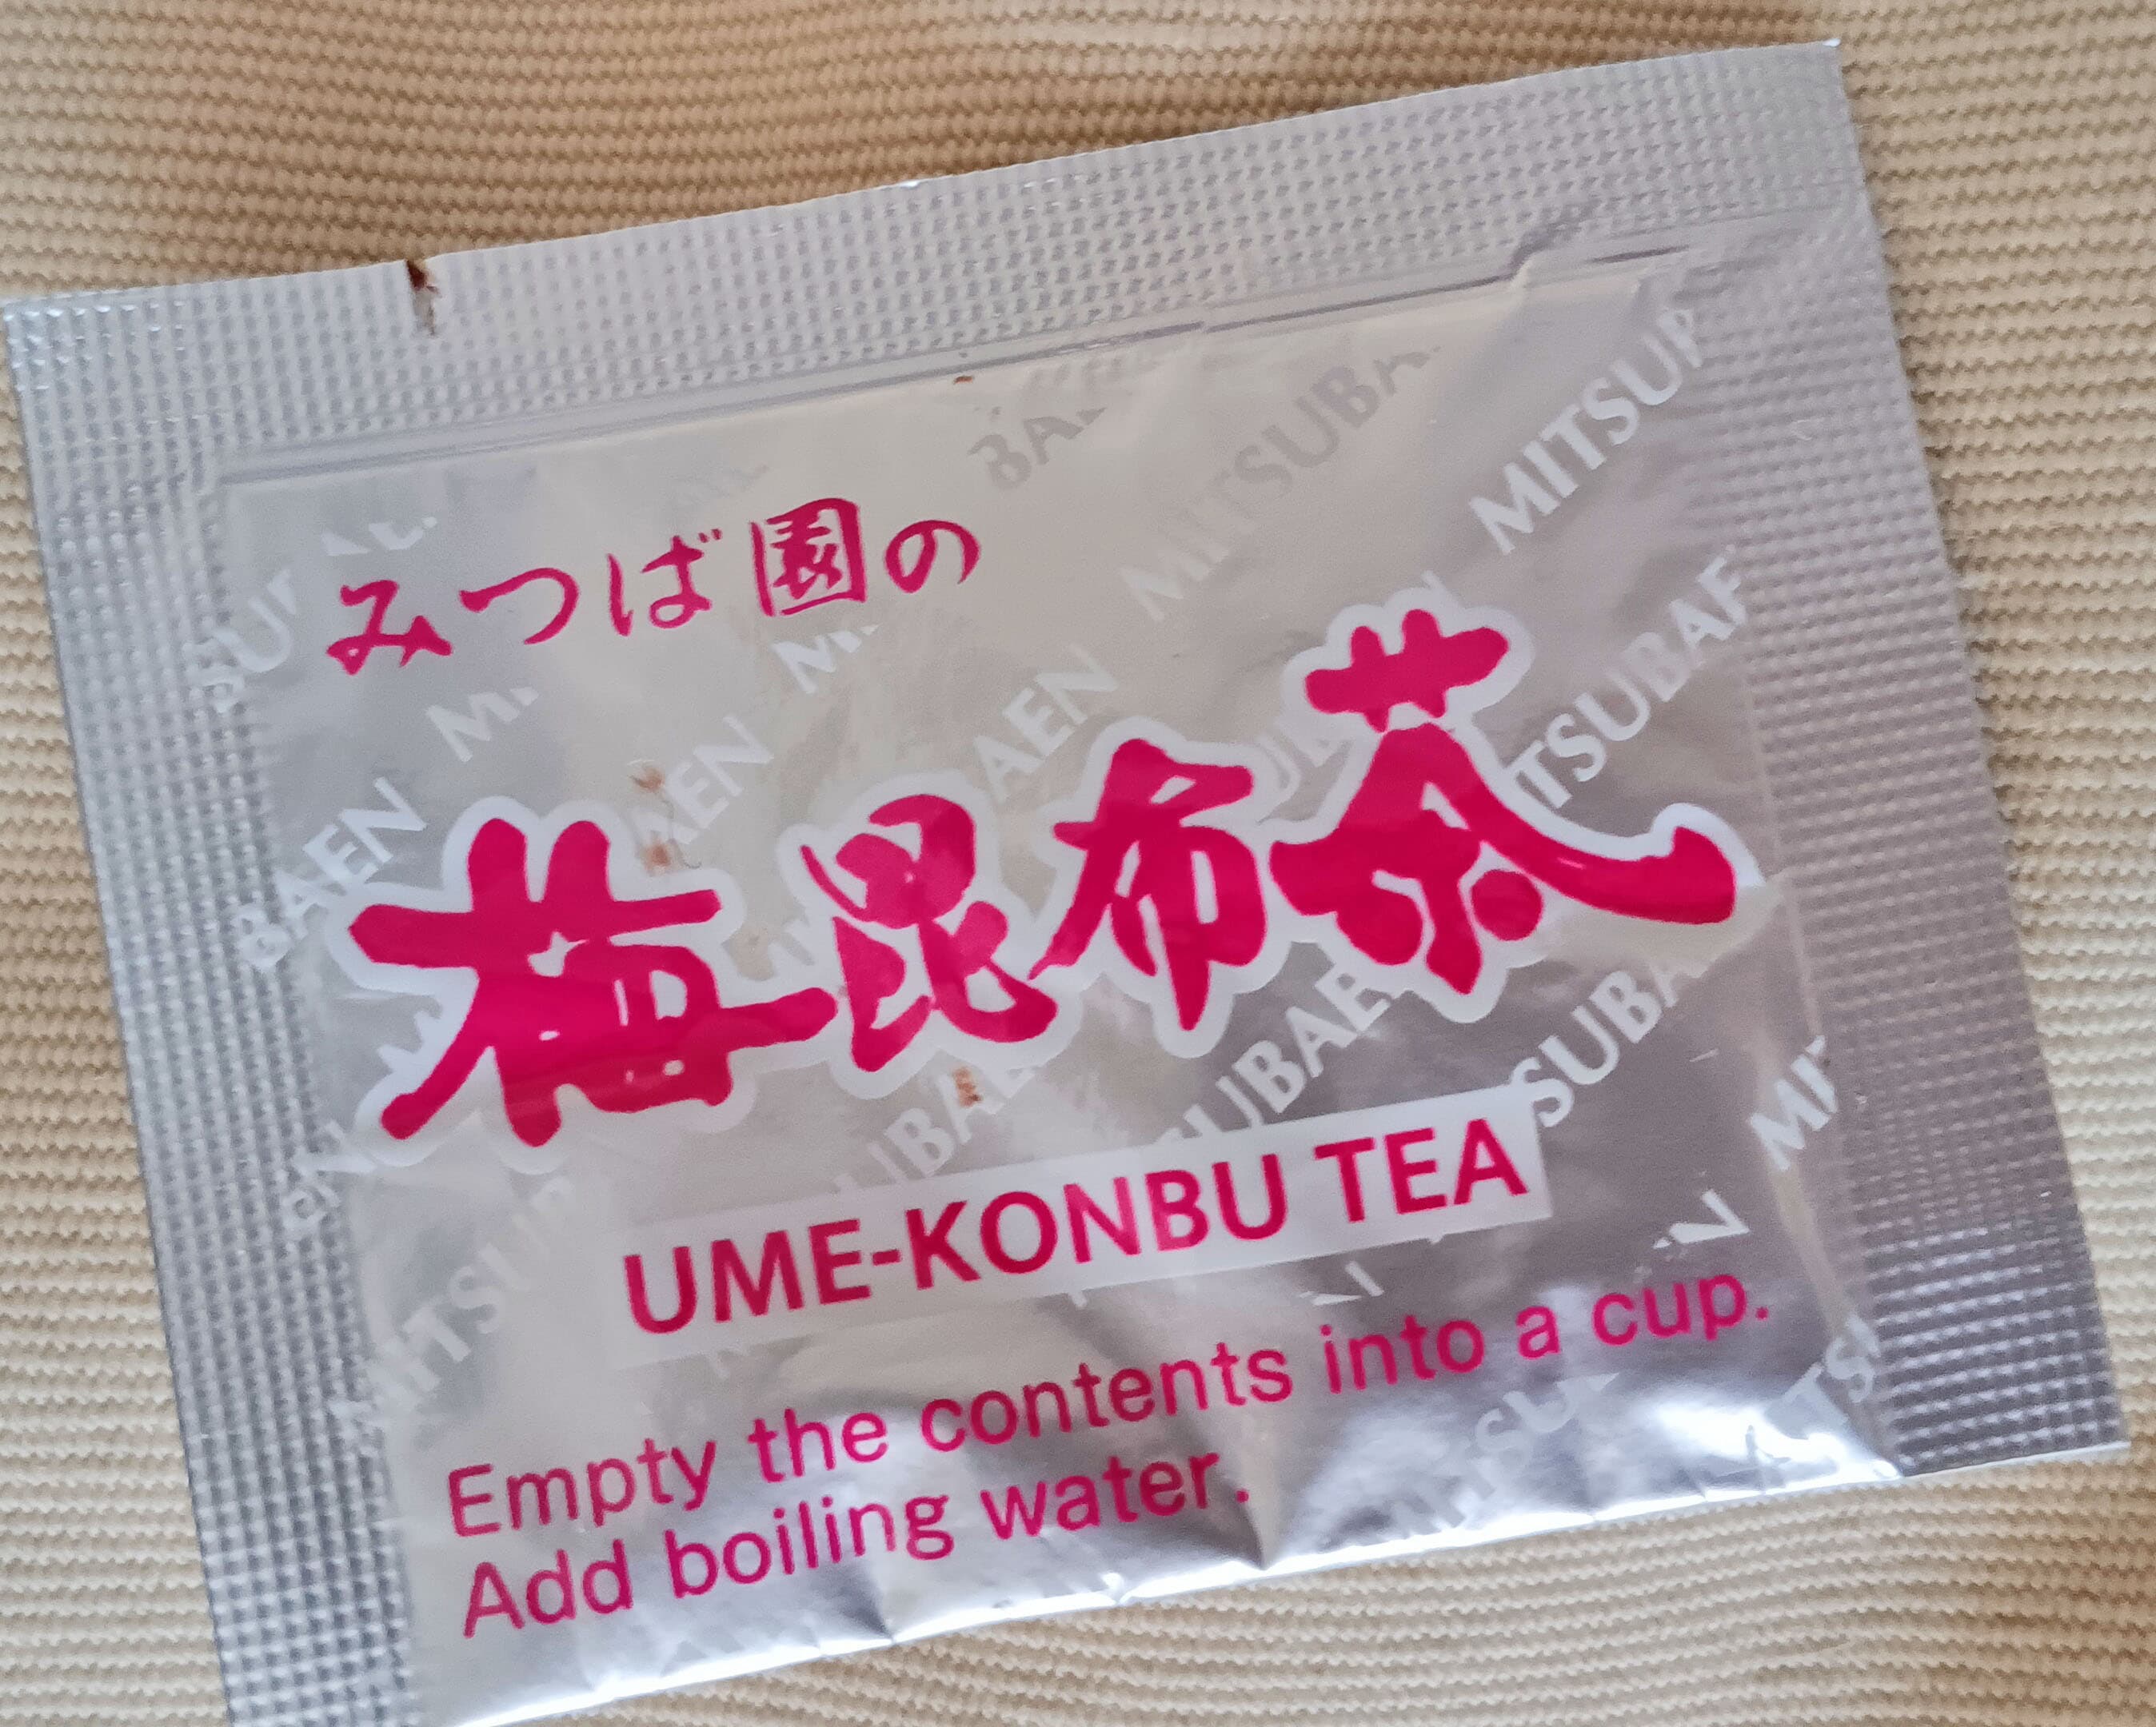 みつば園の
梅昆布茶
UME-KONBU TEA
Empty the contents into a cup.
Add boiling water.